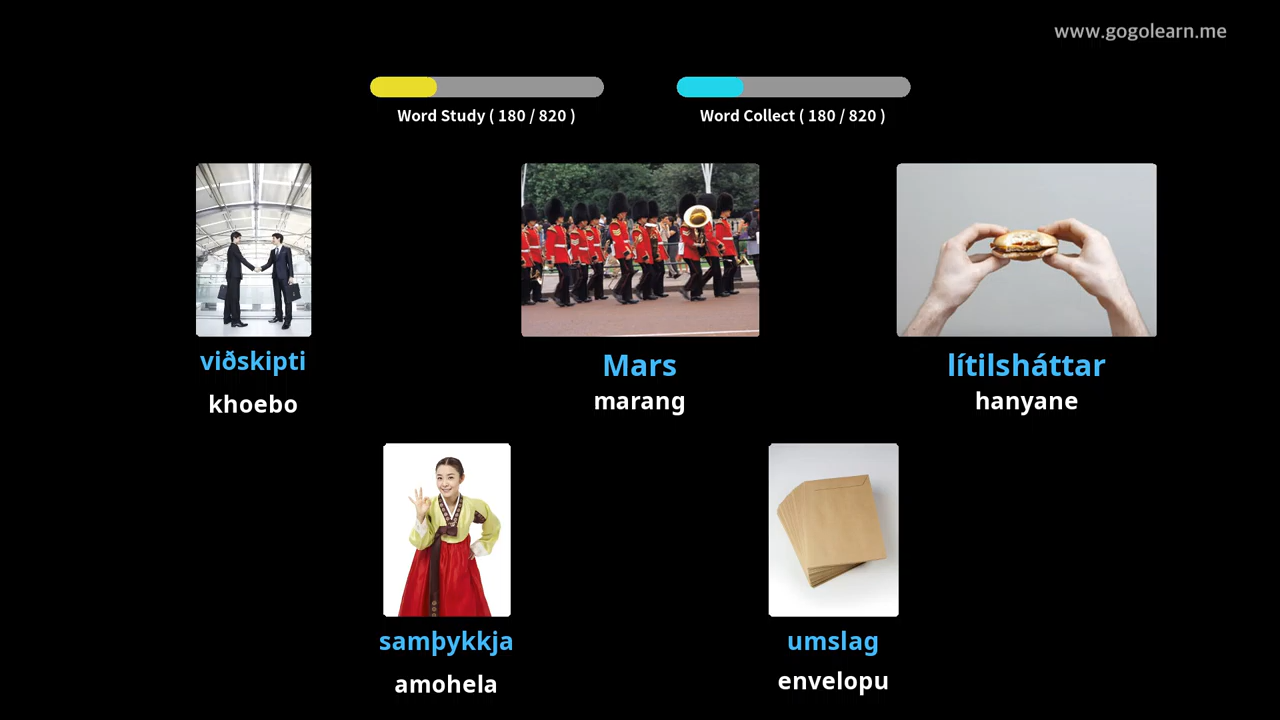 www.gogolearn.me
Word Study ( 180 / 820 )
Word Collect ( 180 / 820 )
viðskipti
khoebo
Mars
marang
lítilsháttar
hanyane
samþykkja
amohela
umslag
envelopu